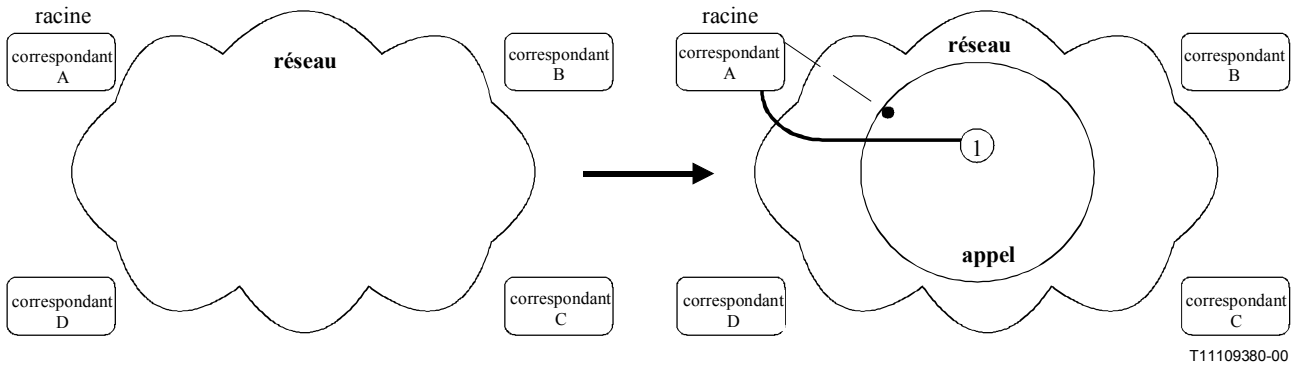 racine
correspondant
A
réseau
correspondant
B
correspondant
D
correspondant
C
racine
correspondant
A
réseau
correspondant
B
1
appel
correspondant
D
correspondant
C
T11109380-00